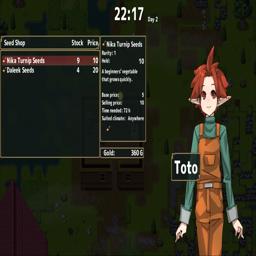 22:17
Day 2
Seed Shop Stock Price
Nika Turnip Seeds 9 10
Daleek Seeds 4 20
Nika Turnip Seeds
Rarity: 1
Held: 10
A beginners' vegetable
that grows quickly.
Base price: 5
Selling price: 10
Time needed: 72 h
Suited climate: Anywhere
Gold: 360 G
Toto